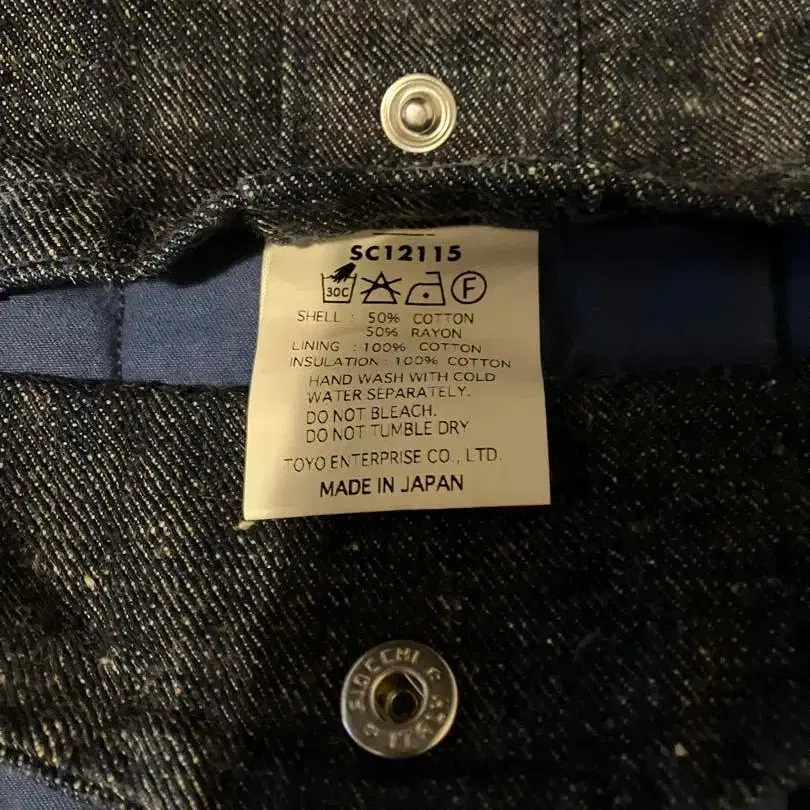 SC12115
30C F
SHELL : 50% COTTON
50% RAYON
LINING : 100% COTTON
INSULATION : 100% COTTON
HAND WASH WITH COLD
WATER SEPARATELY.
DO NOT BLEACH.
DO NOT TUMBLE DRY
TOYO ENTERPRISE CO., LTD.
MADE IN JAPAN